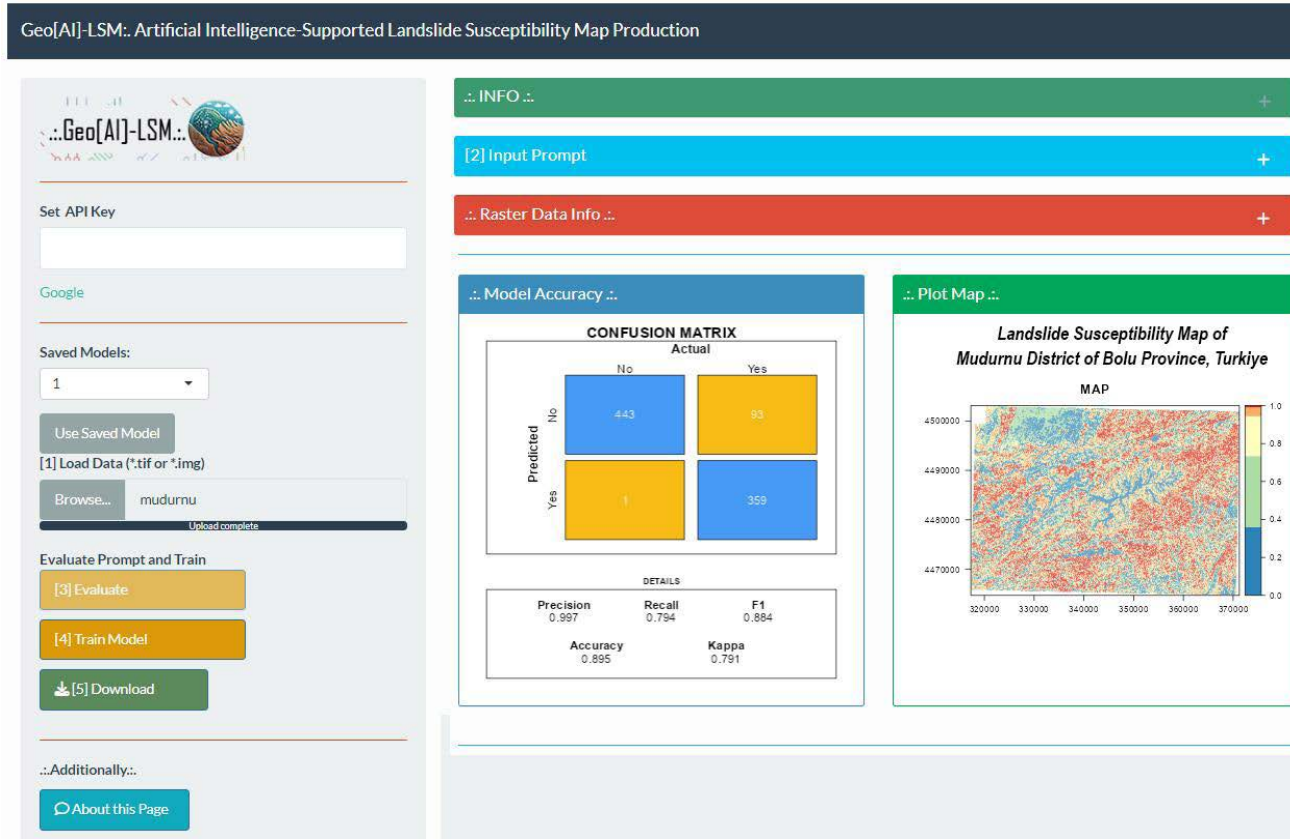 Geo[AI]-LSM:. Artificial Intelligence-Supported Landslide Susceptibility Map Production
.:.Geo[AI]-LSM.:.
Set API Key
Google
Saved Models:
1
Use Saved Model
[1] Load Data (*.tif or *.img)
Browse... mudurnu
Upload complete
Evaluate Prompt and Train
[3] Evaluate
[4] Train Model
[5] Download
.:.Additionally.:.
About this Page
.:. INFO .:.
+
[2] Input Prompt
+
.:. Raster Data Info .:.
+
.:. Model Accuracy .:.
CONFUSION MATRIX
Actual
No Yes
Predicted
No
443 93
Yes
1 359
DETAILS
Precision Recall F1
0.997 0.794 0.884
Accuracy Kappa
0.895 0.791
.:. Plot Map .:.
Landslide Susceptibility Map of
Mudurnu District of Bolu Province, Turkiye
MAP
4500000
4490000
4480000
4470000
320000 330000 340000 350000 360000 370000
1.0
0.8
0.6
0.4
0.2
0.0